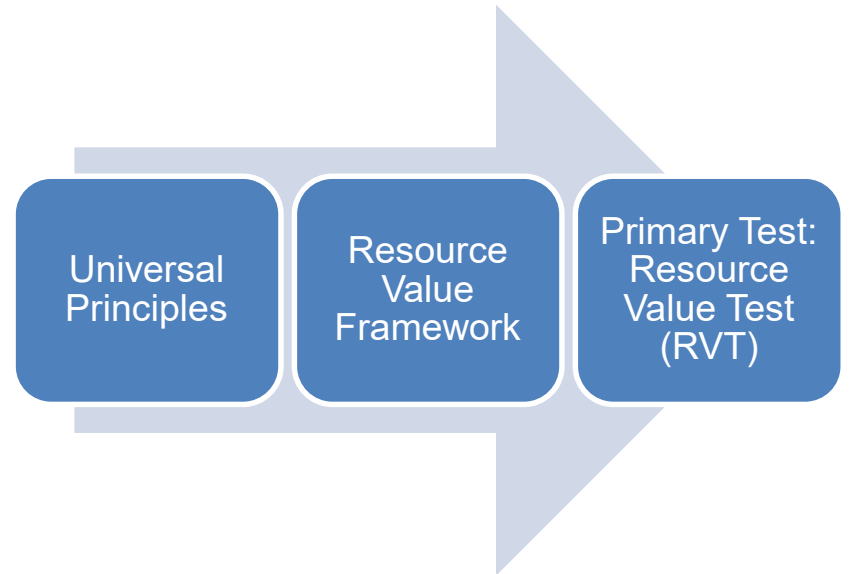 Universal
Principles
Resource
Value
Framework
Primary Test:
Resource
Value Test
(RVT)